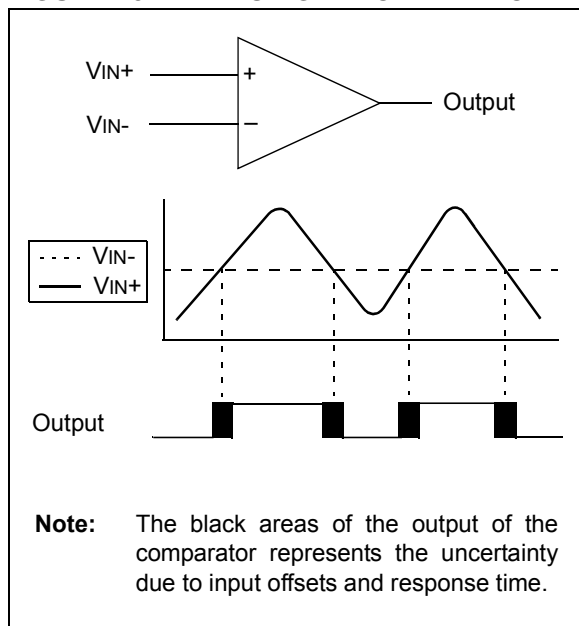 VIN+
+
Output
VIN-
−
VIN-
VIN+
Output
Note: The black areas of the output of the
comparator represents the uncertainty
due to input offsets and response time.